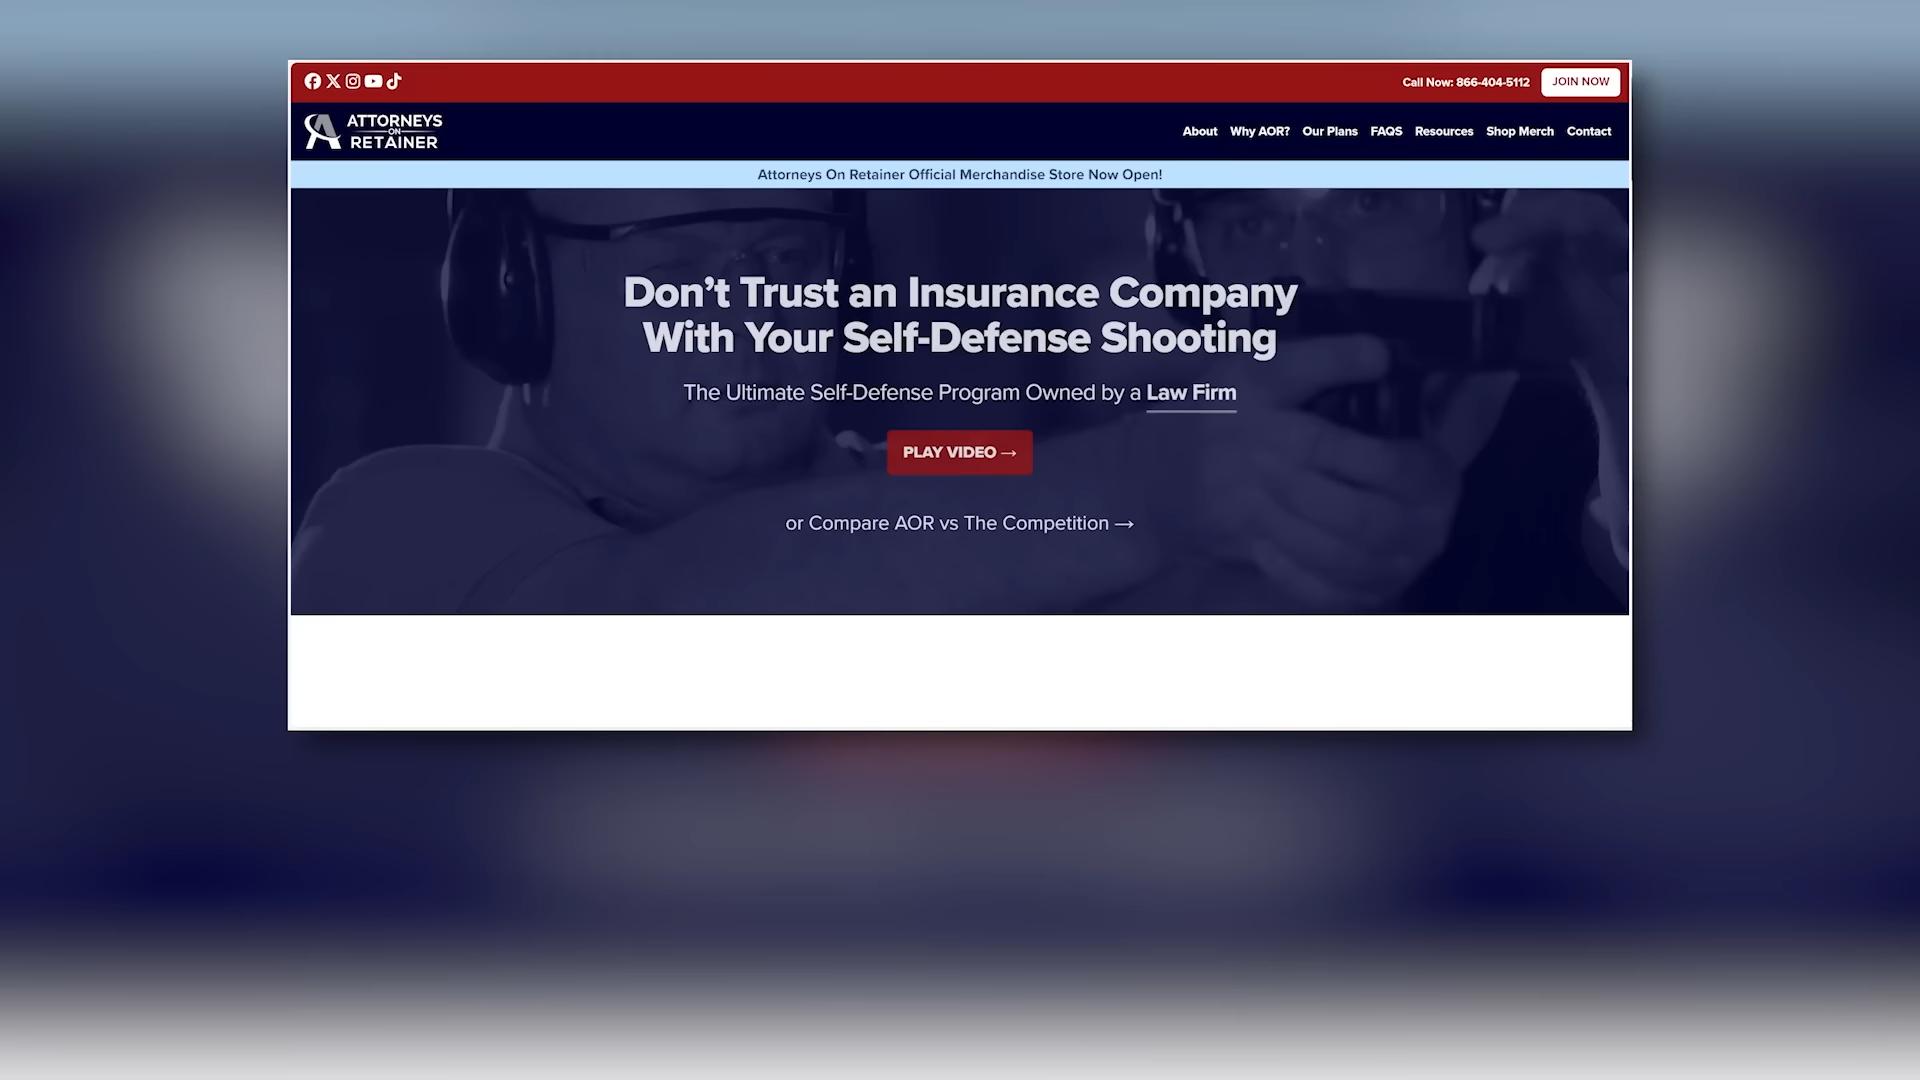 Call Now: 866-404-5112
JOIN NOW
ATTORNEYS
ON
RETAINER
About Why AOR? Our Plans FAQS Resources Shop Merch Contact
Attorneys On Retainer Official Merchandise Store Now Open!
Don’t Trust an Insurance Company
With Your Self-Defense Shooting
The Ultimate Self-Defense Program Owned by a Law Firm
PLAY VIDEO →
or Compare AOR vs The Competition →